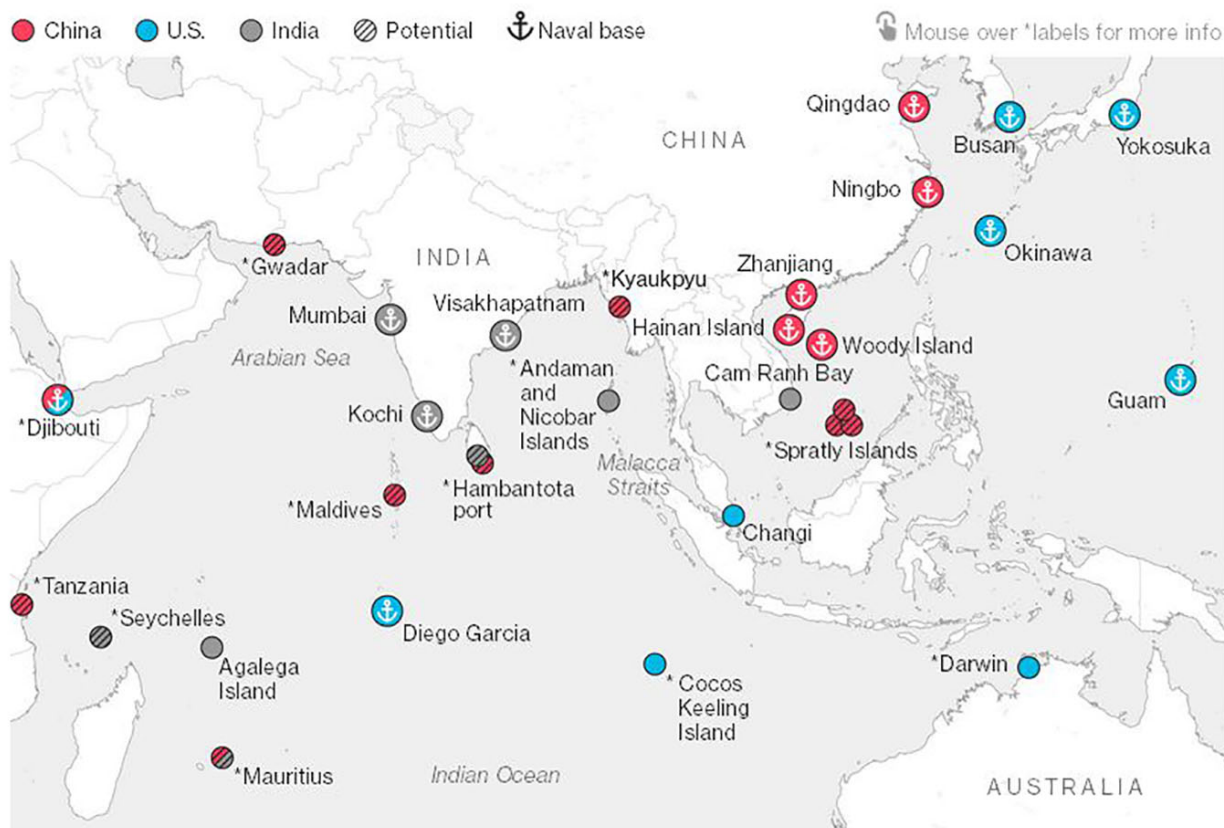 China
U.S.
India
Potential
Naval base
Mouse over *labels for more info
Qingdao
CHINA
Busan
Yokosuka
Ningbo
*Gwadar
INDIA
Okinawa
*Kyaukpyu
Zhanjiang
Mumbai
Visakhapatnam
Hainan Island
Woody Island
Arabian Sea
*Andaman
and
Nicobar
Islands
Cam Ranh Bay
Guam
*Djibouti
Kochi
*Spratly Islands
Malacca
Straits
*Hambantota
port
*Maldives
Changi
*Tanzania
*Seychelles
Diego Garcia
Agalega
Island
*Darwin
* Cocos
Keeling
Island
*Mauritius
Indian Ocean
AUSTRALIA